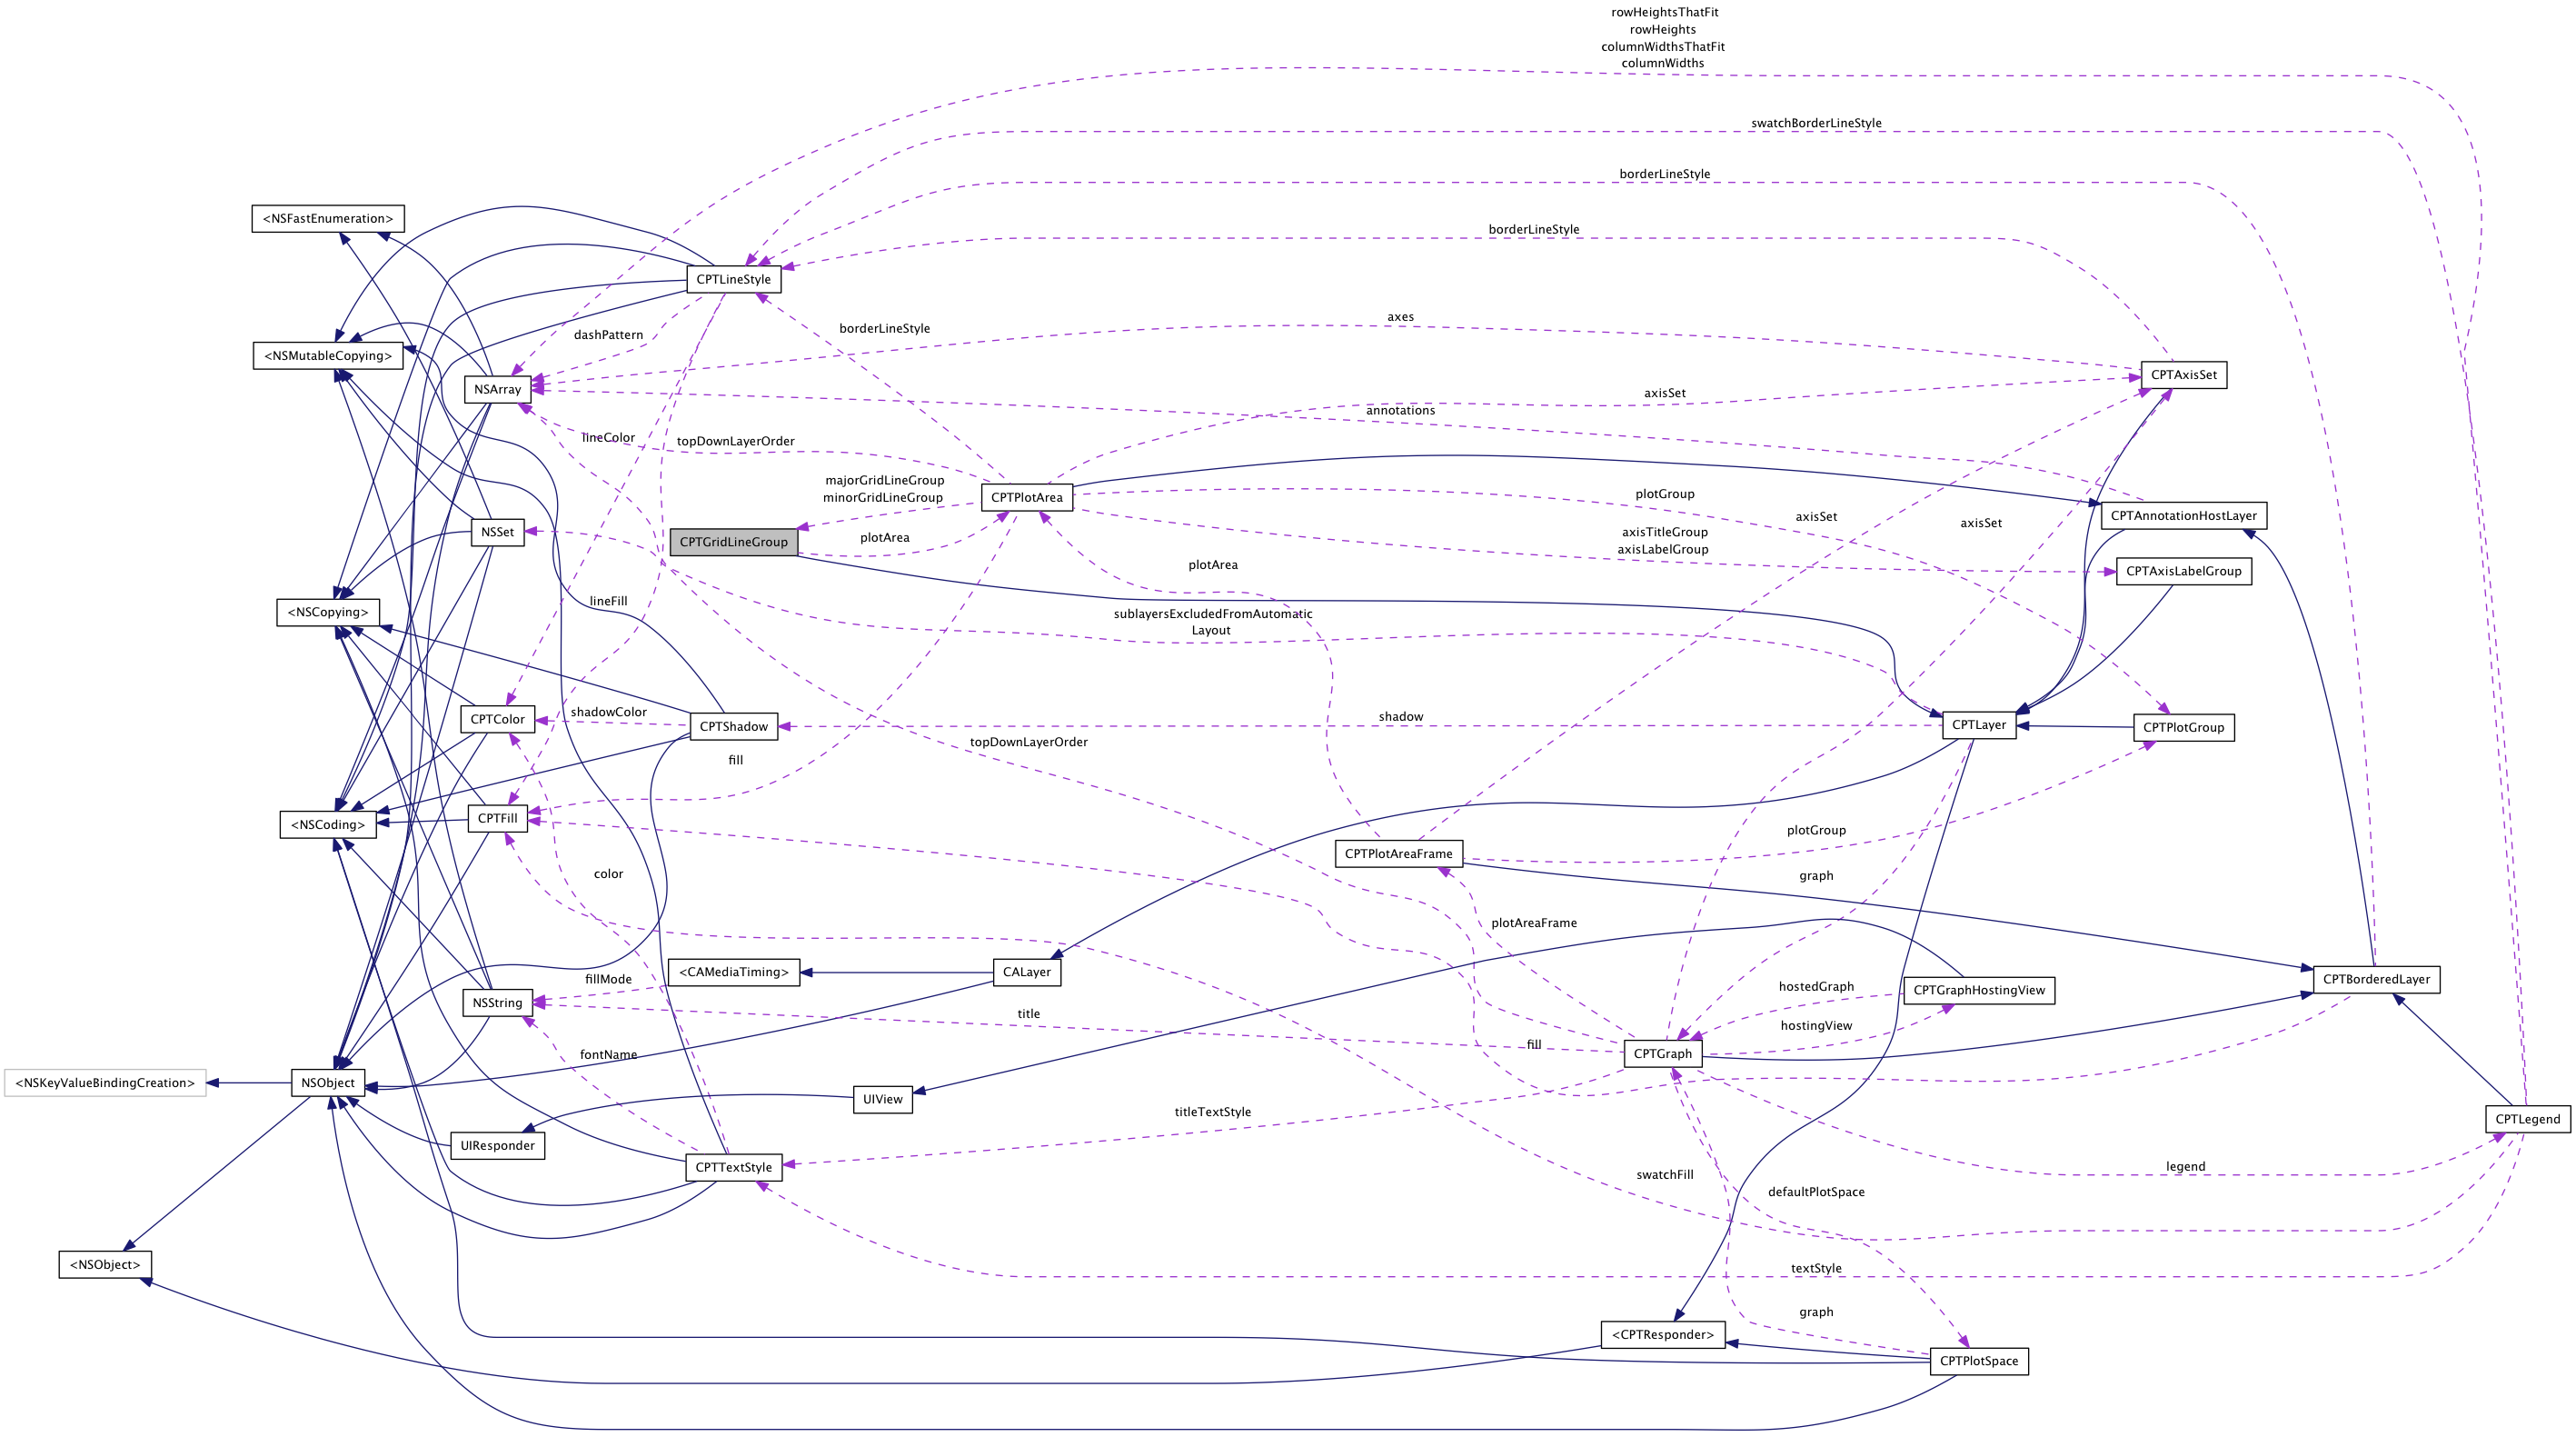 rowHeightsThatFit
rowHeights
columnWidthsThatFit
columnWidths
swatchBorderLineStyle
borderLineStyle
<NSFastEnumeration>
borderLineStyle
CPTLineStyle
axes
borderLineStyle
dashPattern
<NSMutableCopying>
CPTAxisSet
NSArray
axisSet
annotations
lineColor
topDownLayerOrder
majorGridLineGroup
minorGridLineGroup
CPTPlotArea
plotGroup
axisSet
axisSet
CPTAnnotationHostLayer
NSSet
CPTGridLineGroup
plotArea
axisTitleGroup
axisLabelGroup
plotArea
CPTAxisLabelGroup
<NSCopying>
lineFill
sublayersExcludedFromAutomatic
Layout
CPTColor
shadowColor
CPTShadow
shadow
CPTLayer
CPTPlotGroup
topDownLayerOrder
fill
<NSCoding>
CPTFill
plotGroup
CPTPlotAreaFrame
color
graph
plotAreaFrame
<CAMediaTiming>
CALayer
fillMode
hostedGraph
CPTGraphHostingView
CPTBorderedLayer
NSString
title
hostingView
fontName
fill
CPTGraph
<NSKeyValueBindingCreation>
NSObject
UIView
titleTextStyle
CPTLegend
UIResponder
CPTTextStyle
legend
swatchFill
defaultPlotSpace
<NSObject>
textStyle
graph
<CPTResponder>
CPTPlotSpace